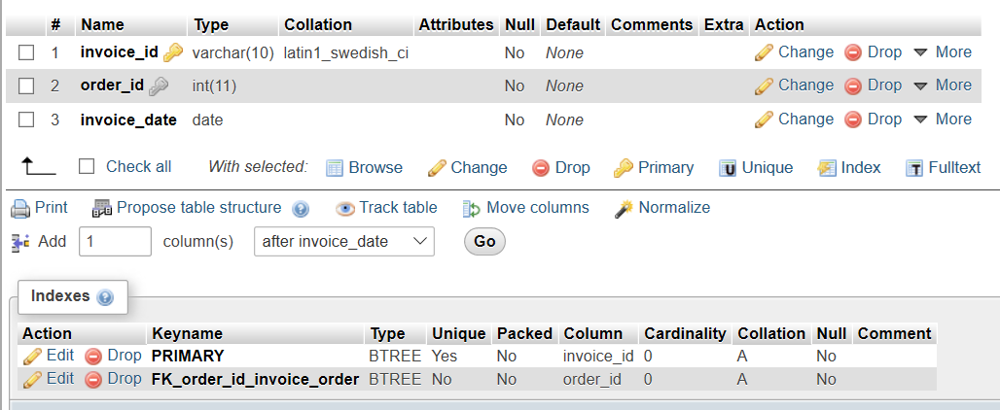 # Name Type Collation Attributes Null Default Comments Extra Action
1 invoice_id varchar(10) latin1_swedish_ci No None Change Drop More
2 order_id int(11) No None Change Drop More
3 invoice_date date No None Change Drop More
Check all With selected: Browse Change Drop Primary U Unique Index T Fulltext
Print Propose table structure ? Track table Move columns Normalize
Add 1 column(s) after invoice_date Go
Indexes ?
Action Keyname Type Unique Packed Column Cardinality Collation Null Comment
Edit Drop PRIMARY BTREE Yes No invoice_id 0 A No
Edit Drop FK_order_id_invoice_order BTREE No No order_id 0 A No